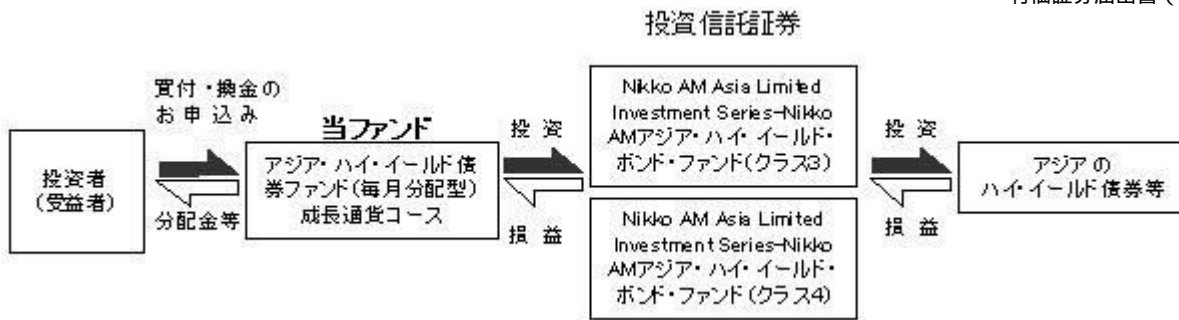 投資信託証券
買付・換金の
お申込み
投資者
(受益者)
分配金等
当ファンド
アジア・ハイ・イールド債
券ファンド(毎月分配型)
成長通貨コース
投資
損益
Nikko AM Asia Limited
Investment Series-Nikko
AMアジア・ハイ・イールド・
ボンド・ファンド(クラス3)
Nikko AM Asia Limited
Investment Series-Nikko
AMアジア・ハイ・イールド・
ボンド・ファンド(クラス4)
投資
損益
アジアの
ハイ・イールド債券等